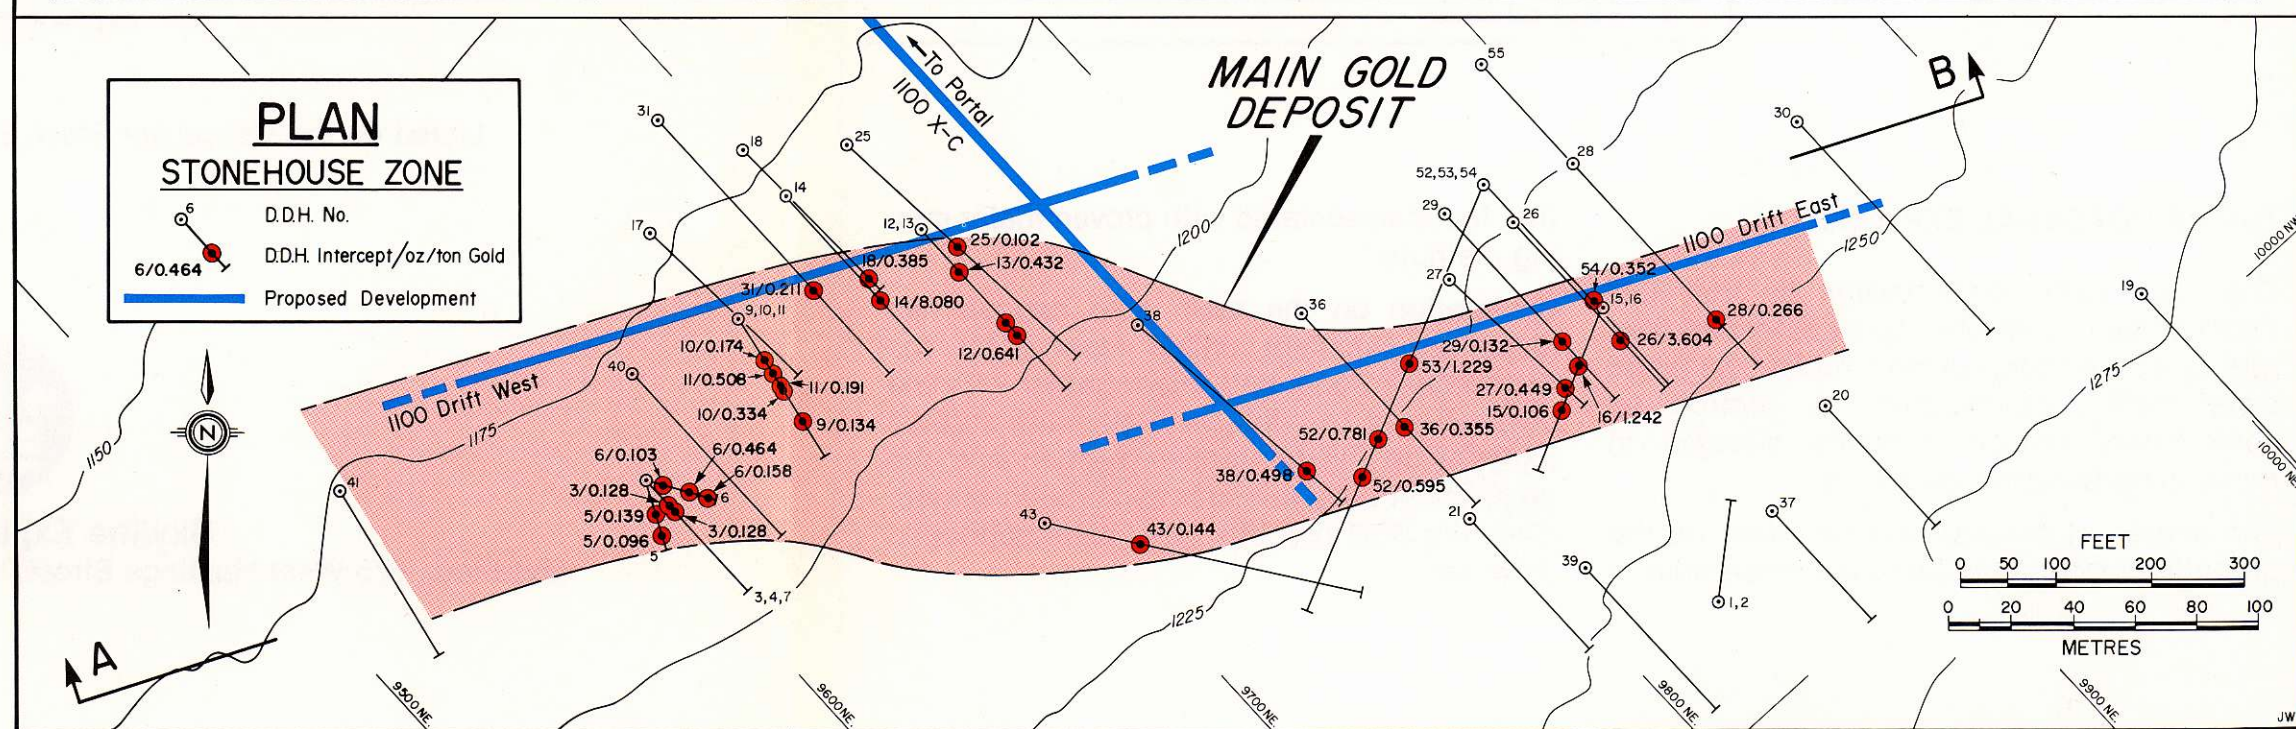 PLAN
STONEHOUSE ZONE
6
D.D.H. No.
6/0.464
D.D.H. Intercept/oz/ton Gold
Proposed Development
To Portal
1100 X-C
MAIN GOLD
DEPOSIT
B
55
30
31
18
25
14
17
12,13
28
52,53,54
29
26
27
1200
1100 Drift East
1250
10000 NW
19
25/0.102
13/0.432
18/0.385
14/8.080
31/0.211
9,10,11
12/0.641
38
36
54/0.352
15,16
28/0.266
26/3.604
29/0.132
53/1.229
27/0.449
15/0.106
16/1.242
10/0.174
11/0.508
11/0.191
10/0.334
9/0.134
40
1100 Drift West
1175
1150
N
1275
20
52/0.781
36/0.355
38/0.498
52/0.595
10000 NE.
6/0.103
6/0.464
6/0.158
6
3/0.128
5/0.139
3/0.128
5/0.096
5
41
43
43/0.144
21
37
39
1,2
3,4,7
1225
A
FEET
0 50 100 200 300
0 20 40 60 80 100
METRES
9500 NE.
9600 NE.
9700 NE.
9800 NE.
9900 NE.
JW